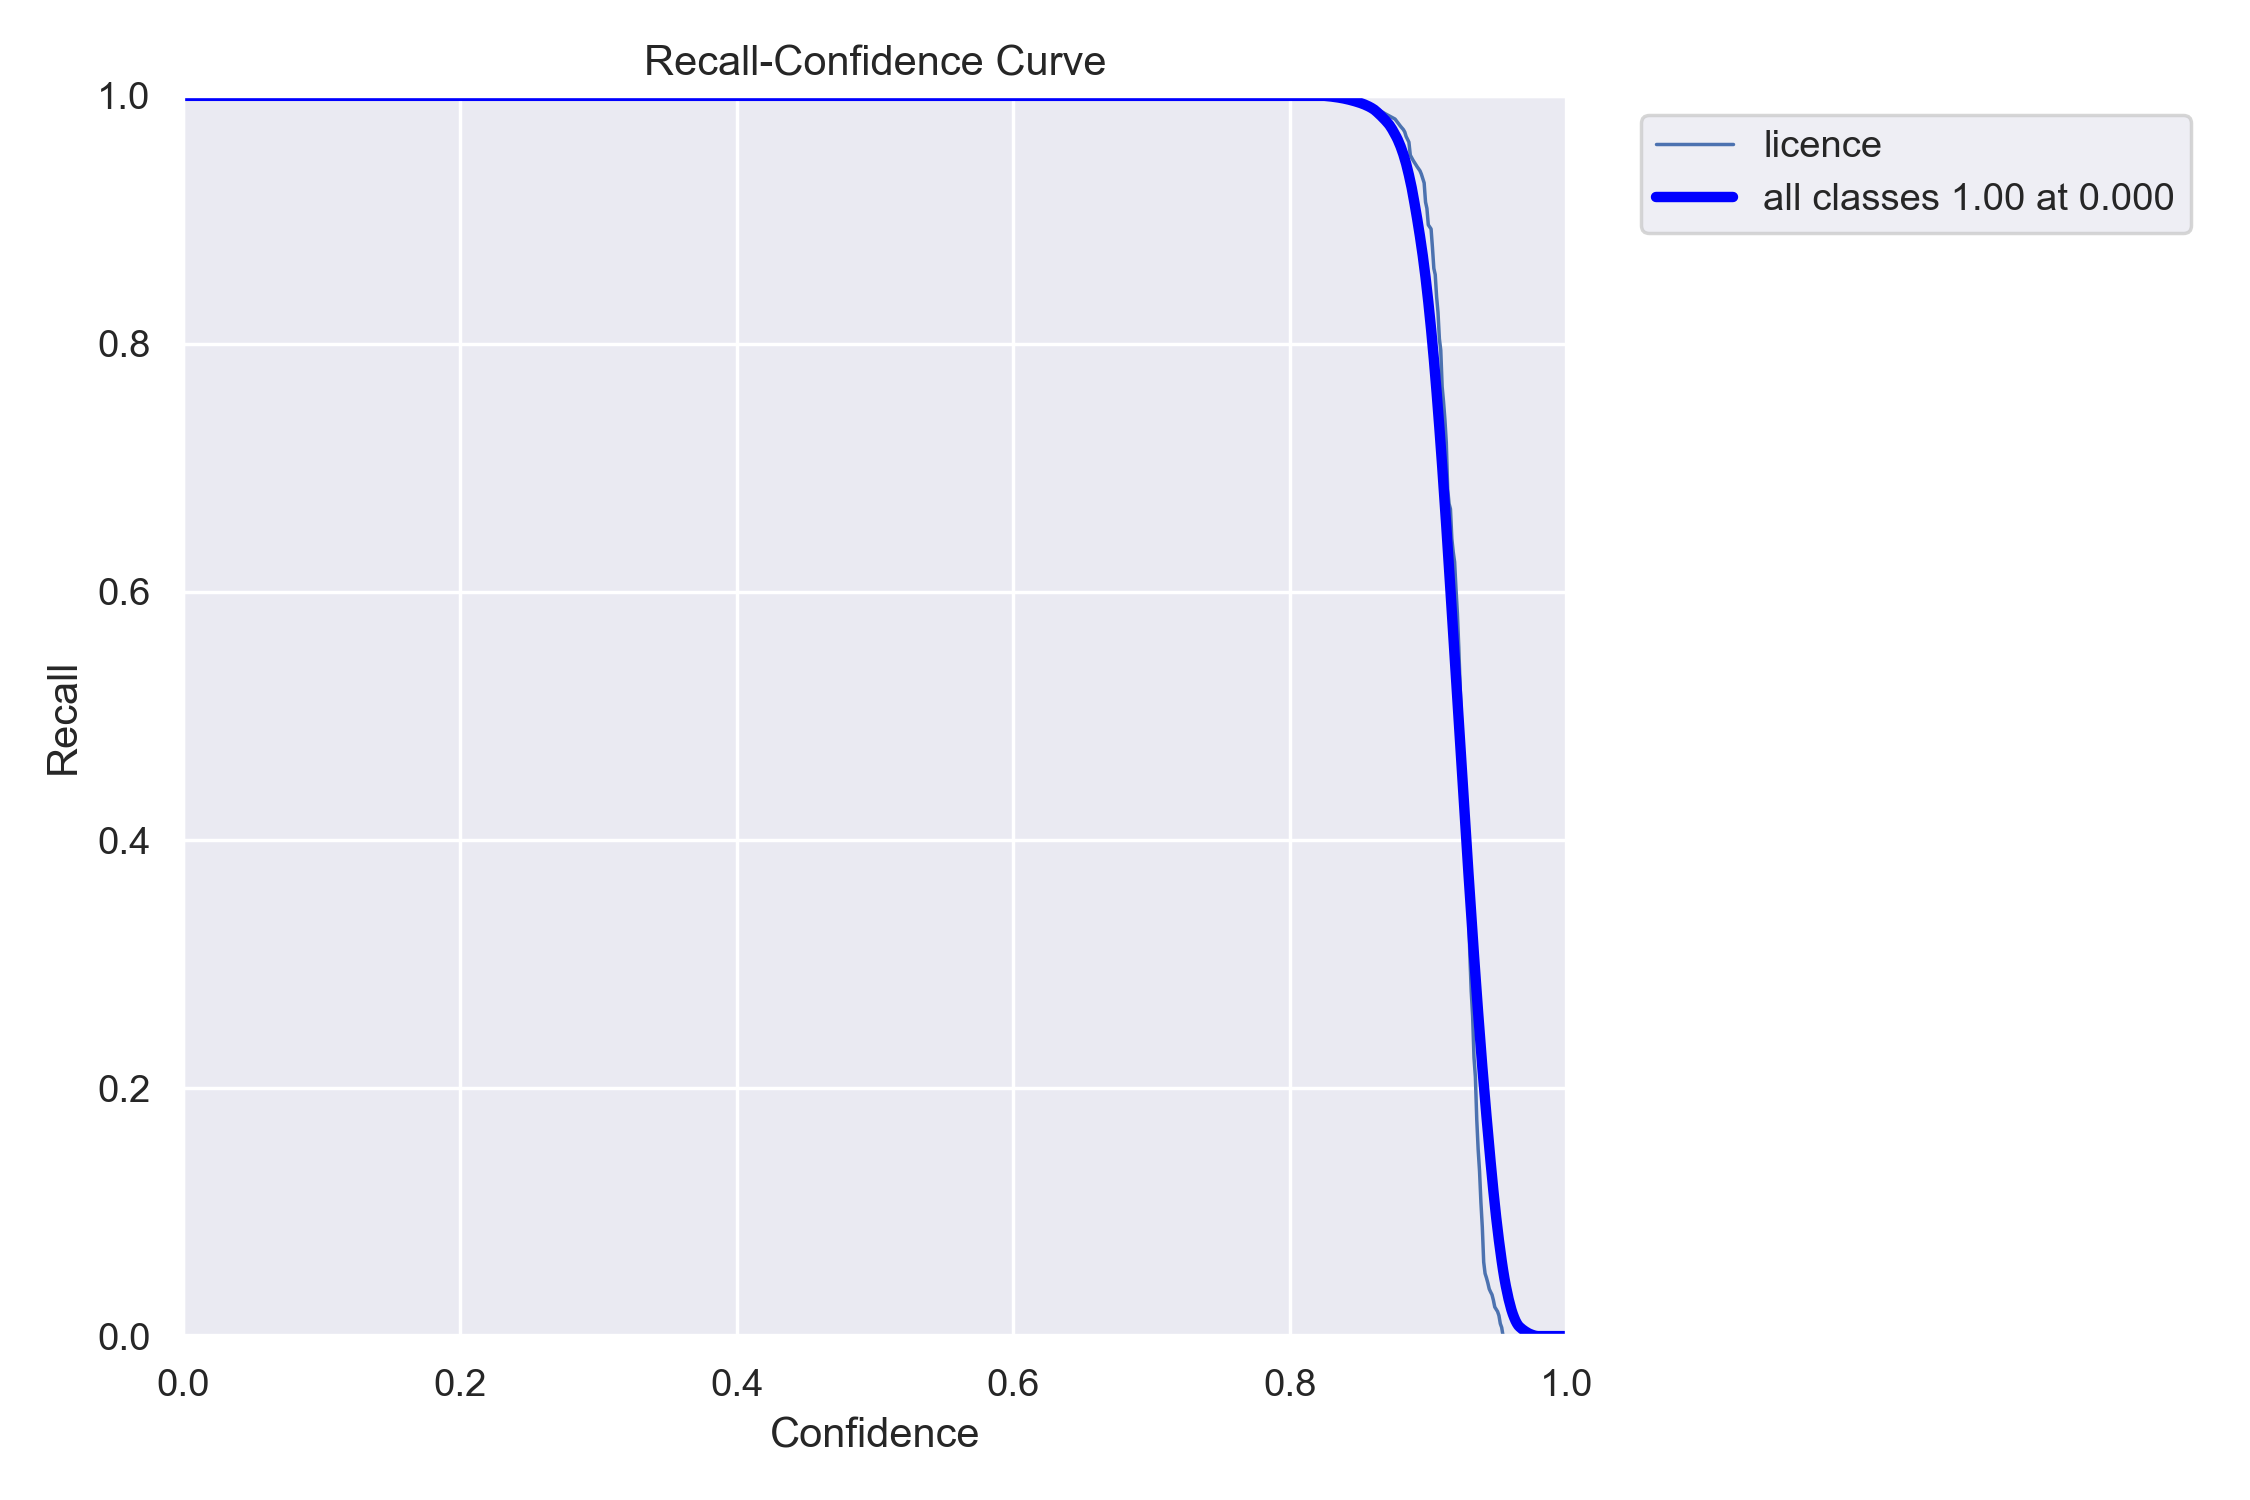 Recall-Confidence Curve
1.0
0.8
0.6
0.4
0.2
0.0
Recall
0.0 0.2 0.4 0.6 0.8 1.0
Confidence
licence
all classes 1.00 at 0.000